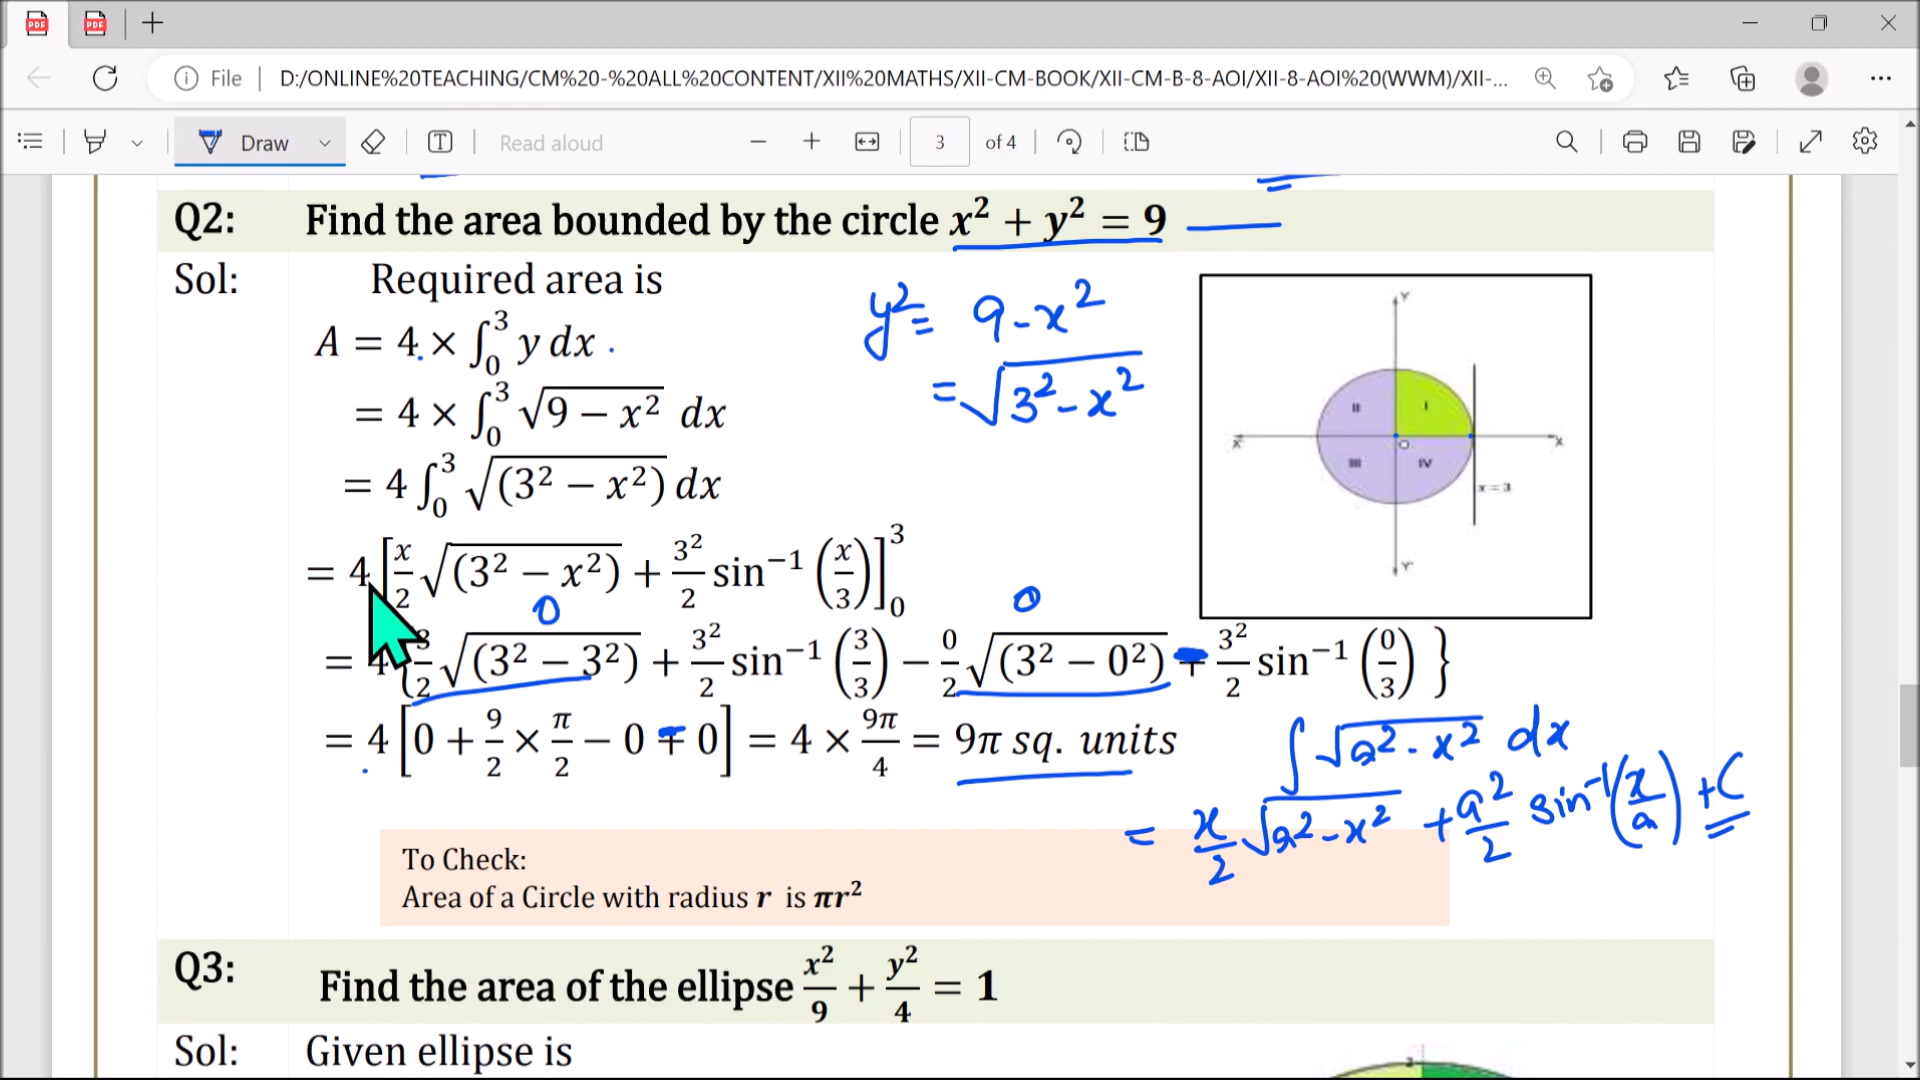 File
D:/ONLINE%20TEACHING/CM%20-%20ALL%20CONTENT/XII%20MATHS/XII-CM-BOOK/XII-CM-B-8-AOI/XII-8-AOI%20(WWM)/XII-...
Draw
Read aloud
3 of 4
Q2: Find the area bounded by the circle x² + y² = 9
Sol: Required area is
A = 4 × ∫₀³ y dx
= 4 × ∫₀³ √(9 − x²) dx
= 4 ∫₀³ √(3² − x²) dx
= 4 [x/2 √(3² − x²) + 3²/2 sin⁻¹ (x/3)]₀³
= 4 {3/2 √(3² − 3²) + 3²/2 sin⁻¹ (3/3) − 0/2 √(3² − 0²) − 3²/2 sin⁻¹ (0/3) }
= 4 [0 + 9/2 × π/2 − 0 − 0] = 4 × 9π/4 = 9π sq. units
y² = 9 - x²
= √3² - x²
0
0
∫ √a² - x² dx
= x/2 √a² - x² + a²/2 sin⁻¹(x/a) + C
Y
II
I
X
O
X
III
IV
x = 3
Y
To Check:
Area of a Circle with radius r is πr²
Q3: Find the area of the ellipse x²/9 + y²/4 = 1
Sol: Given ellipse is